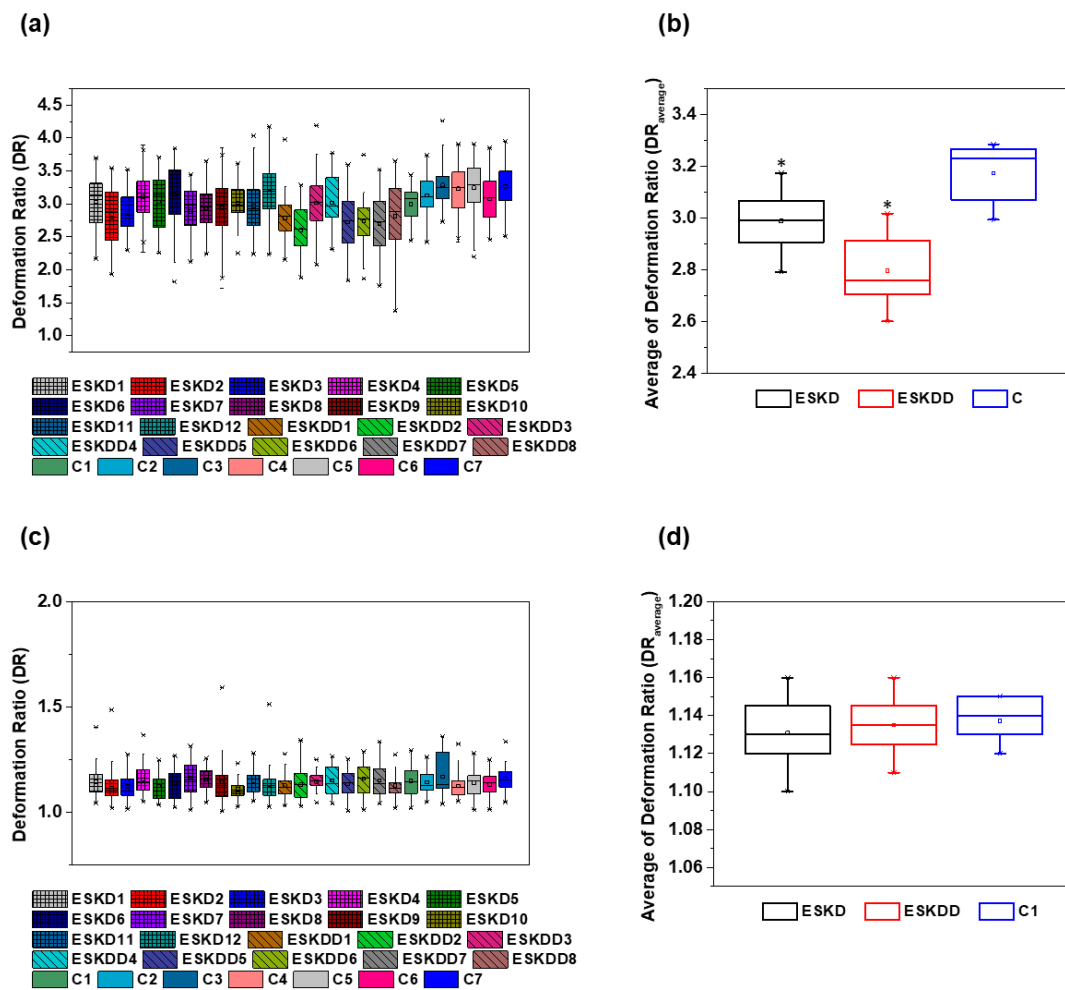 (a)
Deformation Ratio (DR)
4.5
4.0
3.5
3.0
2.5
2.0
1.5
1.0
ESKD1 ESKD2 ESKD3 ESKD4 ESKD5
ESKD6 ESKD7 ESKD8 ESKD9 ESKD10
ESKD11 ESKD12 ESKDD1 ESKDD2 ESKDD3
ESKDD4 ESKDD5 ESKDD6 ESKDD7 ESKDD8
C1 C2 C3 C4 C5 C6 C7
(b)
Average of Deformation Ratio (DRaverage)
3.4
3.2
3.0
2.8
2.6
2.4
*
*
ESKD ESKDD C
(c)
Deformation Ratio (DR)
2.0
1.5
1.0
ESKD1 ESKD2 ESKD3 ESKD4 ESKD5
ESKD6 ESKD7 ESKD8 ESKD9 ESKD10
ESKD11 ESKD12 ESKDD1 ESKDD2 ESKDD3
ESKDD4 ESKDD5 ESKDD6 ESKDD7 ESKDD8
C1 C2 C3 C4 C5 C6 C7
(d)
Average of Deformation Ratio (DRaverage)
1.20
1.18
1.16
1.14
1.12
1.10
1.08
1.06
ESKD ESKDD C1